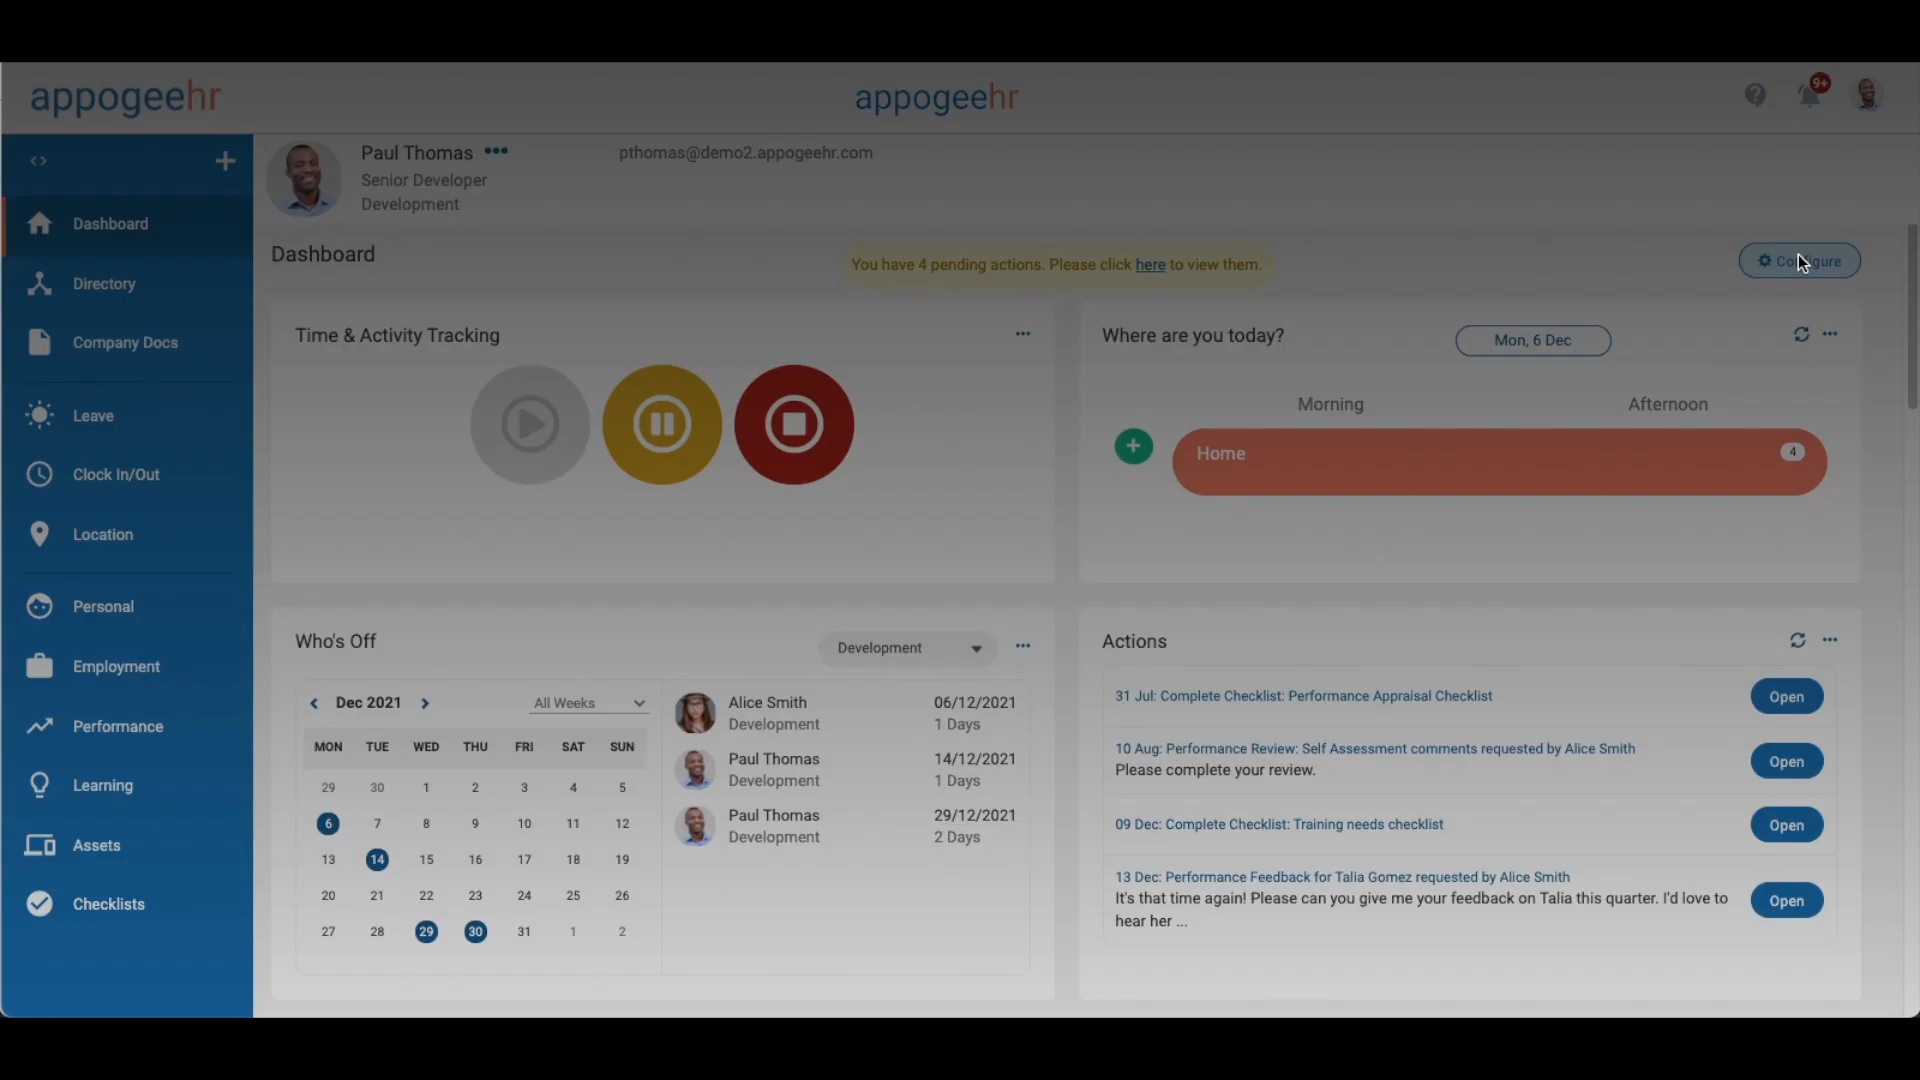 appogeehr
appogeehr
9+
Paul Thomas
pthomas@demo2.appogeehr.com
Senior Developer
Development
Dashboard
Directory
Company Docs
Leave
Clock In/Out
Location
Personal
Employment
Performance
Learning
Assets
Checklists
Dashboard
You have 4 pending actions. Please click here to view them.
Configure
Time & Activity Tracking
Where are you today?
Mon, 6 Dec
Morning Afternoon
Home 4
Who's Off
Development
Dec 2021
All Weeks
MON TUE WED THU FRI SAT SUN
29 30 1 2 3 4 5
6 7 8 9 10 11 12
13 14 15 16 17 18 19
20 21 22 23 24 25 26
27 28 29 30 31 1 2
Alice Smith 06/12/2021
Development 1 Days
Paul Thomas 14/12/2021
Development 1 Days
Paul Thomas 29/12/2021
Development 2 Days
Actions
31 Jul: Complete Checklist: Performance Appraisal Checklist
Open
10 Aug: Performance Review: Self Assessment comments requested by Alice Smith
Please complete your review.
Open
09 Dec: Complete Checklist: Training needs checklist
Open
13 Dec: Performance Feedback for Talia Gomez requested by Alice Smith
It's that time again! Please can you give me your feedback on Talia this quarter. I'd love to
hear her ...
Open